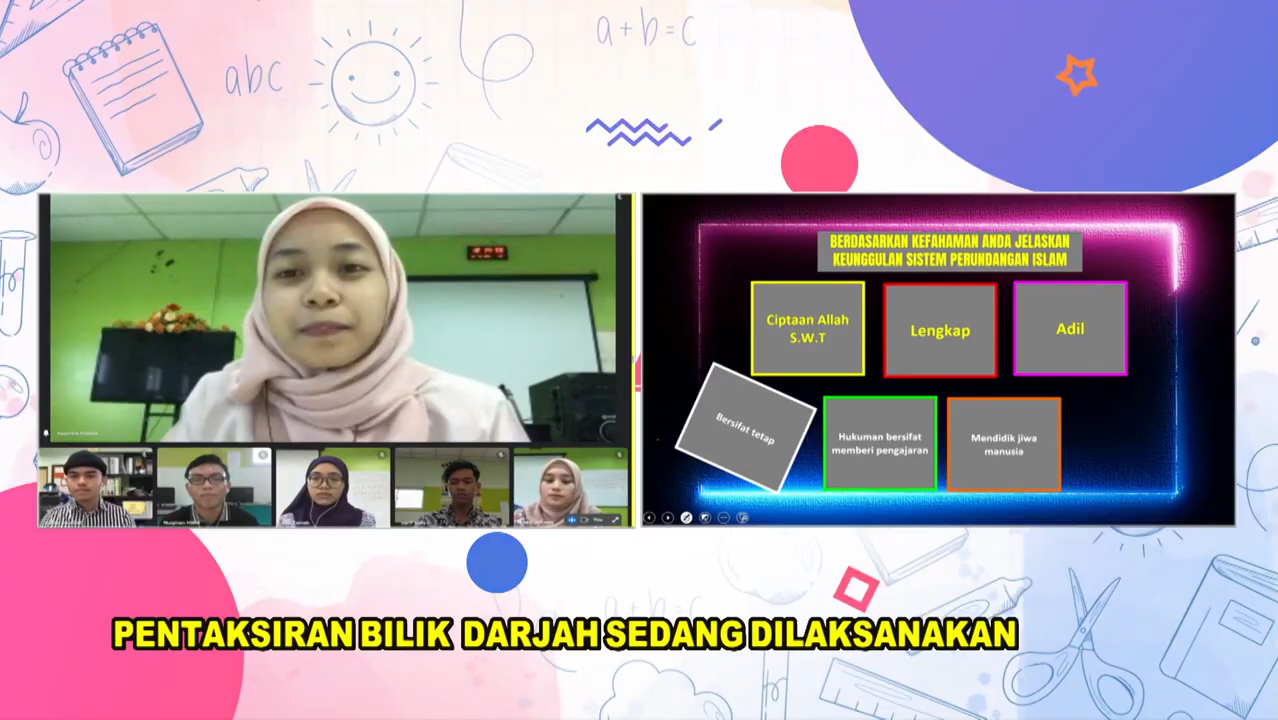 abc
a+b=c
BERDASARKAN KEFAHAMAN ANDA JELASKAN
KEUNGGULAN SISTEM PERUNDANGAN ISLAM
Ciptaan Allah
S.W.T
Lengkap
Adil
Bersifat tetap
Hukuman bersifat
memberi pengajaran
Mendidik jiwa
manusia
a+b=c
PENTAKSIRAN BILIK DARJAH SEDANG DILAKSANAKAN